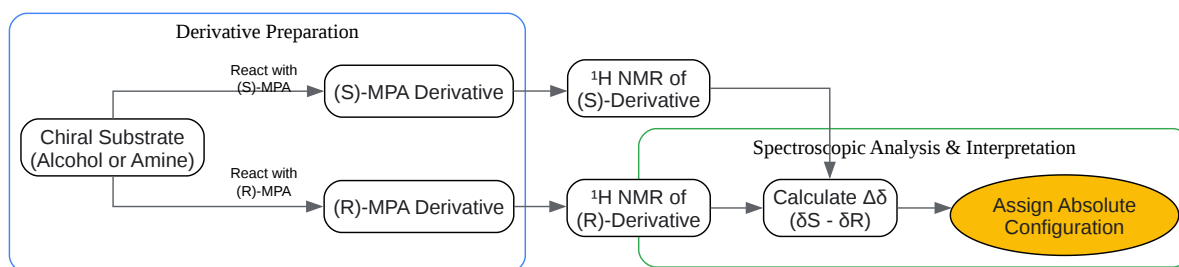 Derivative Preparation
React with
(S)-MPA
(S)-MPA Derivative
¹H NMR of
(S)-Derivative
Chiral Substrate
(Alcohol or Amine)
Spectroscopic Analysis & Interpretation
React with
(R)-MPA
(R)-MPA Derivative
¹H NMR of
(R)-Derivative
Calculate Δδ
(δS - δR)
Assign Absolute
Configuration